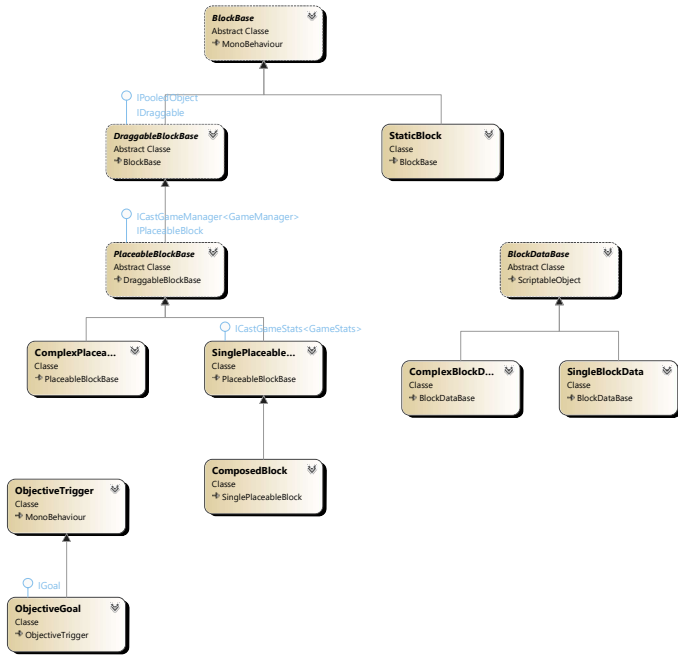 BlockBase
Abstract Classe
MonoBehaviour
IPooledObject
IDraggable
DraggableBlockBase
Abstract Classe
BlockBase
StaticBlock
Classe
BlockBase
ICastGameManager<GameManager>
IPlaceableBlock
PlaceableBlockBase
Abstract Classe
DraggableBlockBase
BlockDataBase
Abstract Classe
ScriptableObject
ICastGameStats<GameStats>
ComplexPlacea...
Classe
PlaceableBlockBase
SinglePlaceable...
Classe
PlaceableBlockBase
ComplexBlockD...
Classe
BlockDataBase
SingleBlockData
Classe
BlockDataBase
ComposedBlock
Classe
SinglePlaceableBlock
ObjectiveTrigger
Classe
MonoBehaviour
IGoal
ObjectiveGoal
Classe
ObjectiveTrigger